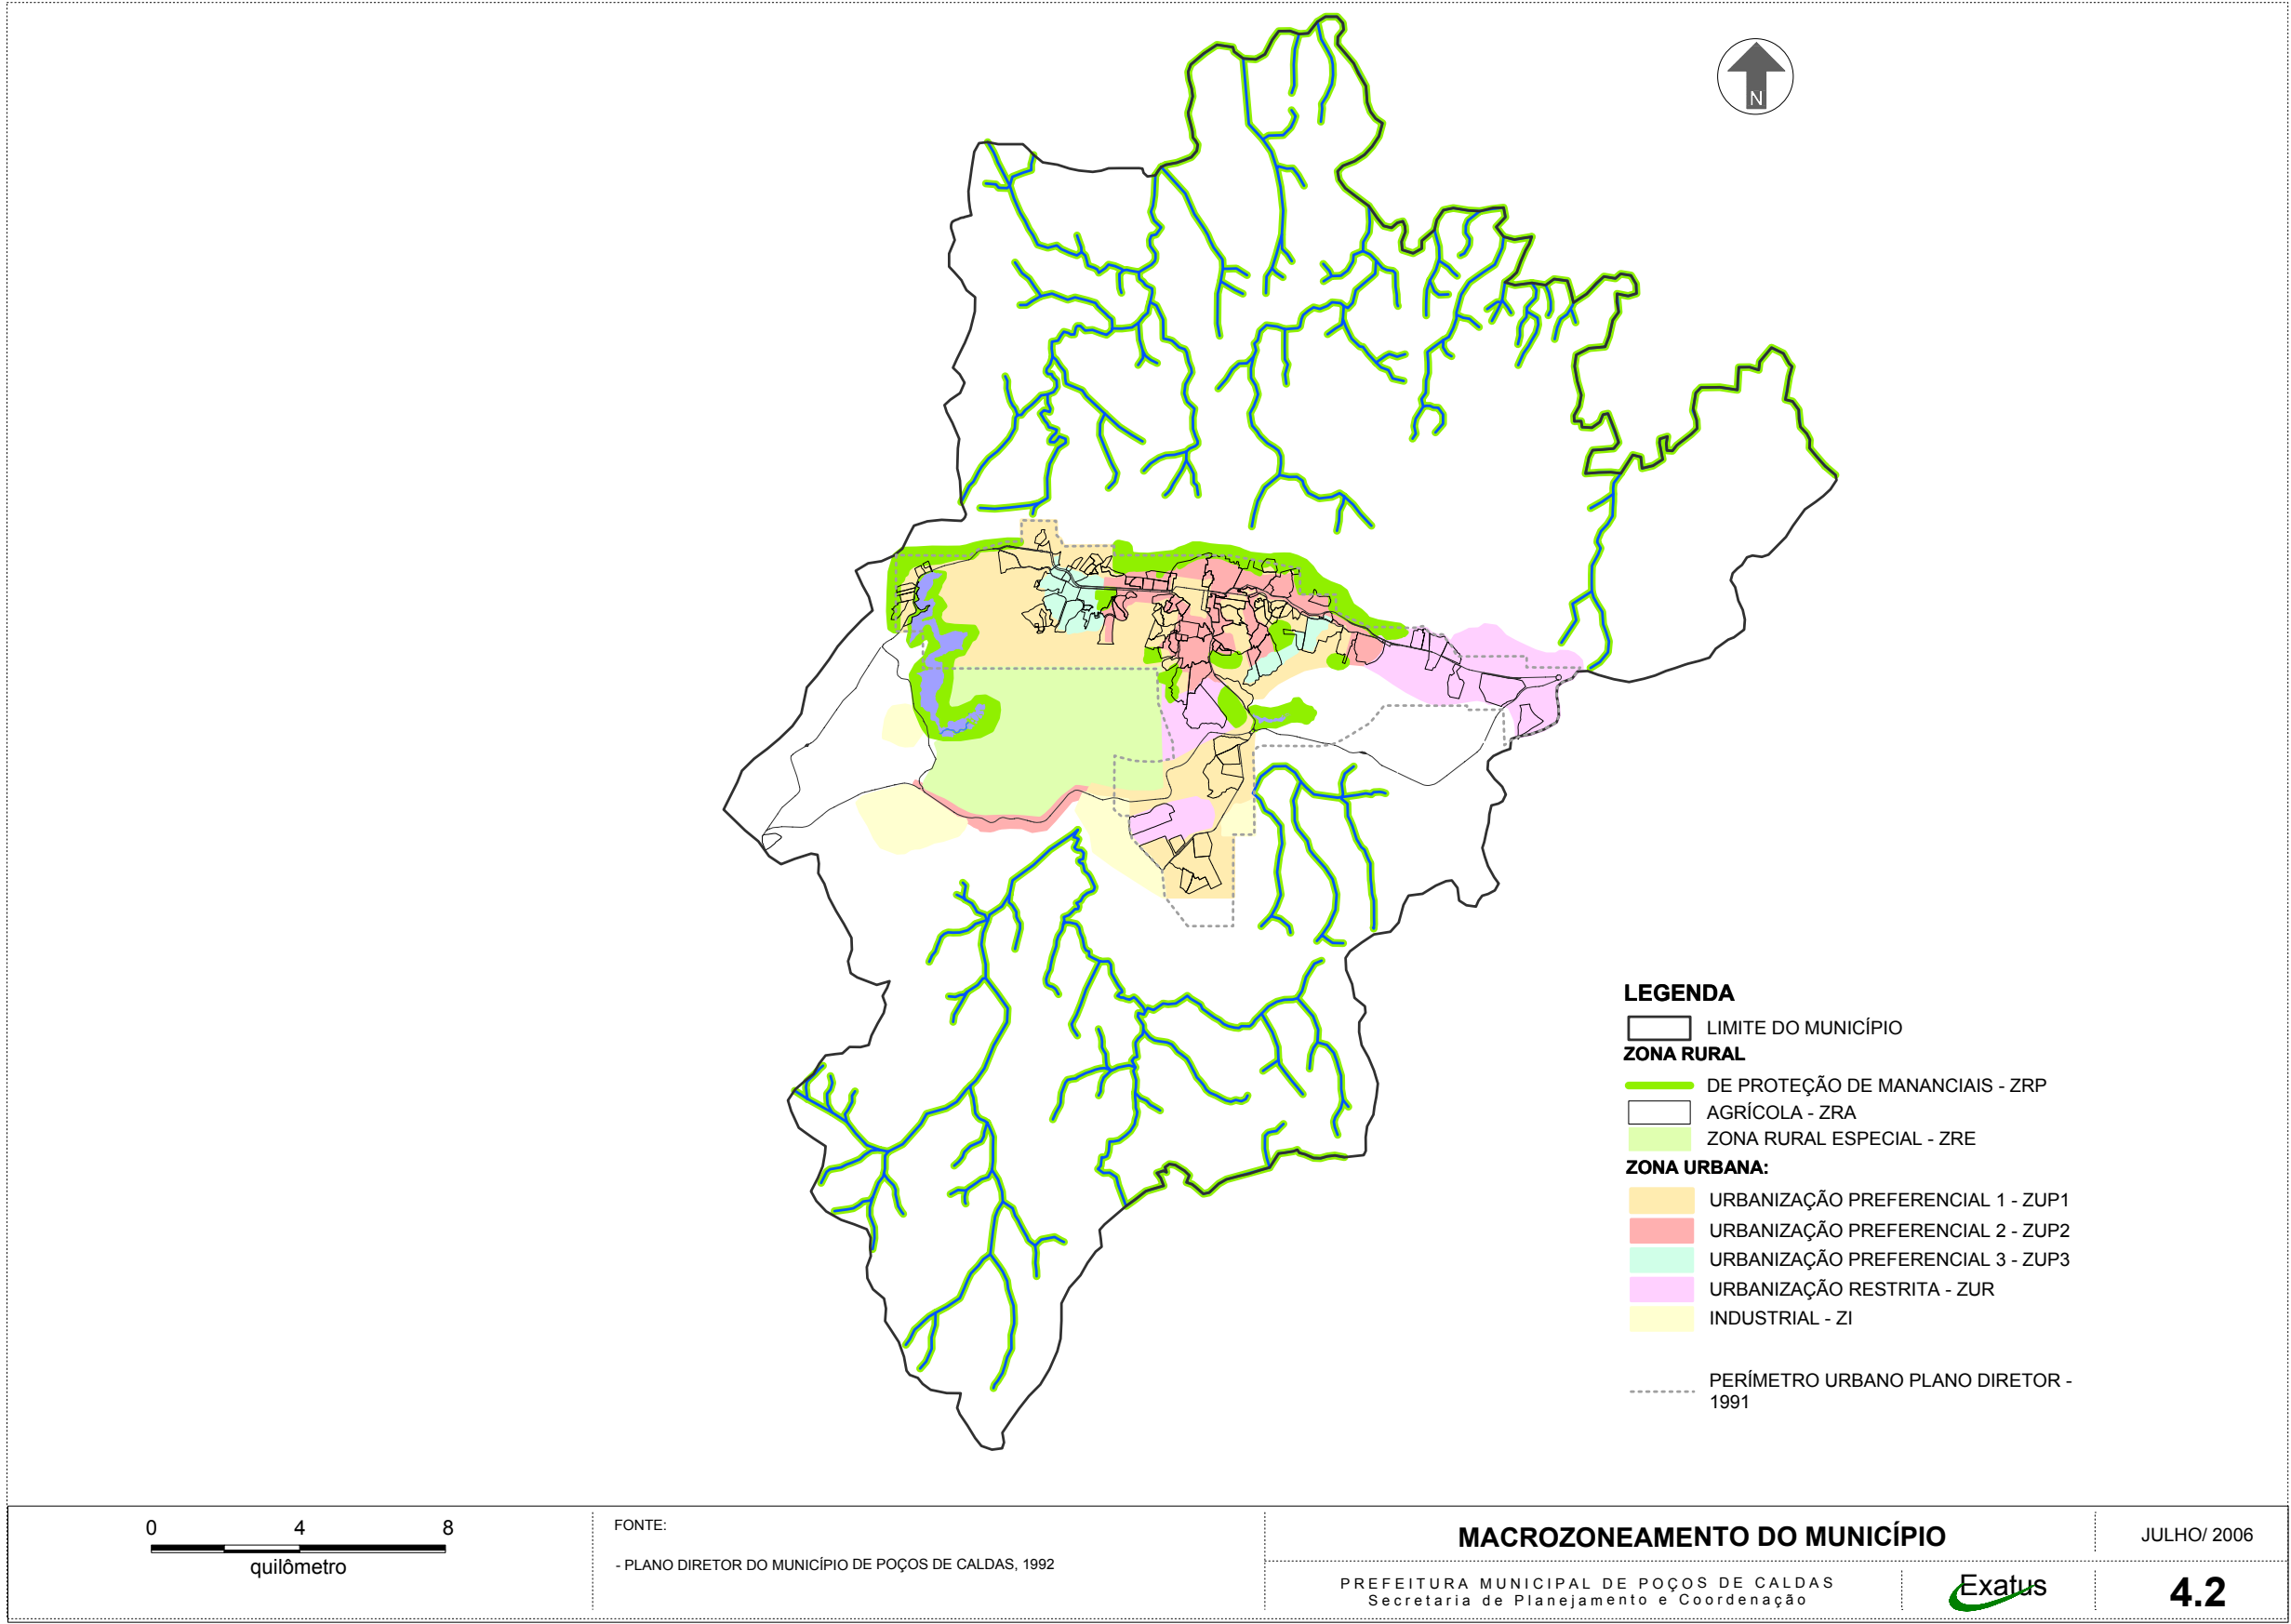 N
LEGENDA
LIMITE DO MUNICÍPIO
ZONA RURAL
DE PROTEÇÃO DE MANANCIAIS - ZRP
AGRÍCOLA - ZRA
ZONA RURAL ESPECIAL - ZRE
ZONA URBANA:
URBANIZAÇÃO PREFERENCIAL 1 - ZUP1
URBANIZAÇÃO PREFERENCIAL 2 - ZUP2
URBANIZAÇÃO PREFERENCIAL 3 - ZUP3
URBANIZAÇÃO RESTRITA - ZUR
INDUSTRIAL - ZI
PERÍMETRO URBANO PLANO DIRETOR -
1991
0 4 8
quilômetro
FONTE:
- PLANO DIRETOR DO MUNICÍPIO DE POÇOS DE CALDAS, 1992
MACROZONEAMENTO DO MUNICÍPIO
JULHO/ 2006
PREFEITURA MUNICIPAL DE POÇOS DE CALDAS
Secretaria de Planejamento e Coordenação
Exatus
4.2